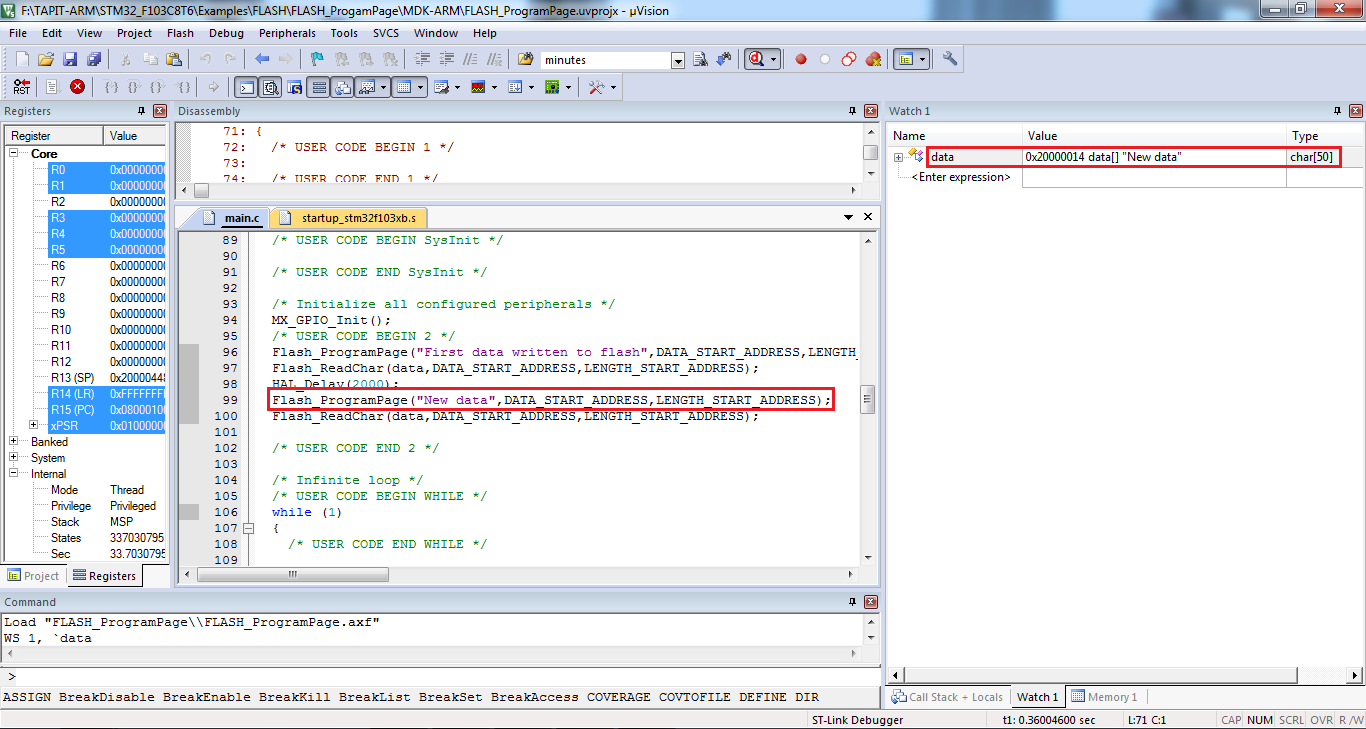 F:\TAPIT-ARM\STM32_F103C8T6\Examples\FLASH\FLASH_ProgamPage\MDK-ARM\FLASH_ProgramPage.uvprojx - µVision
File Edit View Project Flash Debug Peripherals Tools SVCS Window Help
minutes
RST
Registers
Register Value
Core
R0 0x00000000
R1 0x00000000
R2 0x00000000
R3 0x00000000
R4 0x00000000
R5 0x00000000
R6 0x00000000
R7 0x00000000
R8 0x00000000
R9 0x00000000
R10 0x00000000
R11 0x00000000
R12 0x00000000
R13 (SP) 0x20000448
R14 (LR) 0xFFFFFFFF
R15 (PC) 0x08000100
xPSR 0x01000000
Banked
System
Internal
Mode Thread
Privilege Privileged
Stack MSP
States 337030795
Sec 33.7030795
Project Registers
Disassembly
71: {
72: /* USER CODE BEGIN 1 */
73:
74: /* USER CODE END 1 */
main.c startup_stm32f103xb.s
89 /* USER CODE BEGIN SysInit */
90
91 /* USER CODE END SysInit */
92
93 /* Initialize all configured peripherals */
94 MX_GPIO_Init();
95 /* USER CODE BEGIN 2 */
96 Flash_ProgramPage("First data written to flash",DATA_START_ADDRESS,LENGTH_
97 Flash_ReadChar(data,DATA_START_ADDRESS,LENGTH_START_ADDRESS);
98 HAL_Delay(2000);
99 Flash_ProgramPage("New data",DATA_START_ADDRESS,LENGTH_START_ADDRESS);
100 Flash_ReadChar(data,DATA_START_ADDRESS,LENGTH_START_ADDRESS);
101
102 /* USER CODE END 2 */
103
104 /* Infinite loop */
105 /* USER CODE BEGIN WHILE */
106 while (1)
107 {
108 /* USER CODE END WHILE */
109
Watch 1
Name Value Type
data 0x20000014 data[] "New data" char[50]
<Enter expression>
Call Stack + Locals Watch 1 Memory 1
Command
Load "FLASH_ProgramPage\\FLASH_ProgramPage.axf"
WS 1, `data
>
ASSIGN BreakDisable BreakEnable BreakKill BreakList BreakSet BreakAccess COVERAGE COVTOFILE DEFINE DIR
ST-Link Debugger t1: 0.36004600 sec L:71 C:1 CAP NUM SCRL OVR R /W